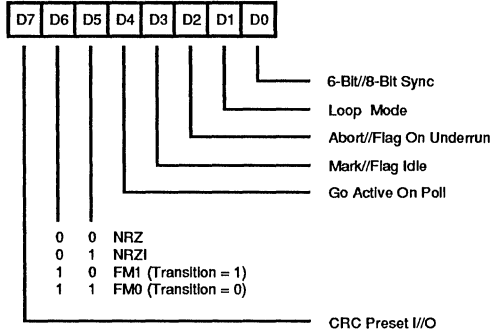 D7 D6 D5 D4 D3 D2 D1 D0
6-Bit//8-Bit Sync
Loop Mode
Abort//Flag On Underrun
Mark//Flag Idle
Go Active On Poll
0 0 NRZ
0 1 NRZI
1 0 FM1 (Transition = 1)
1 1 FM0 (Transition = 0)
CRC Preset I//O